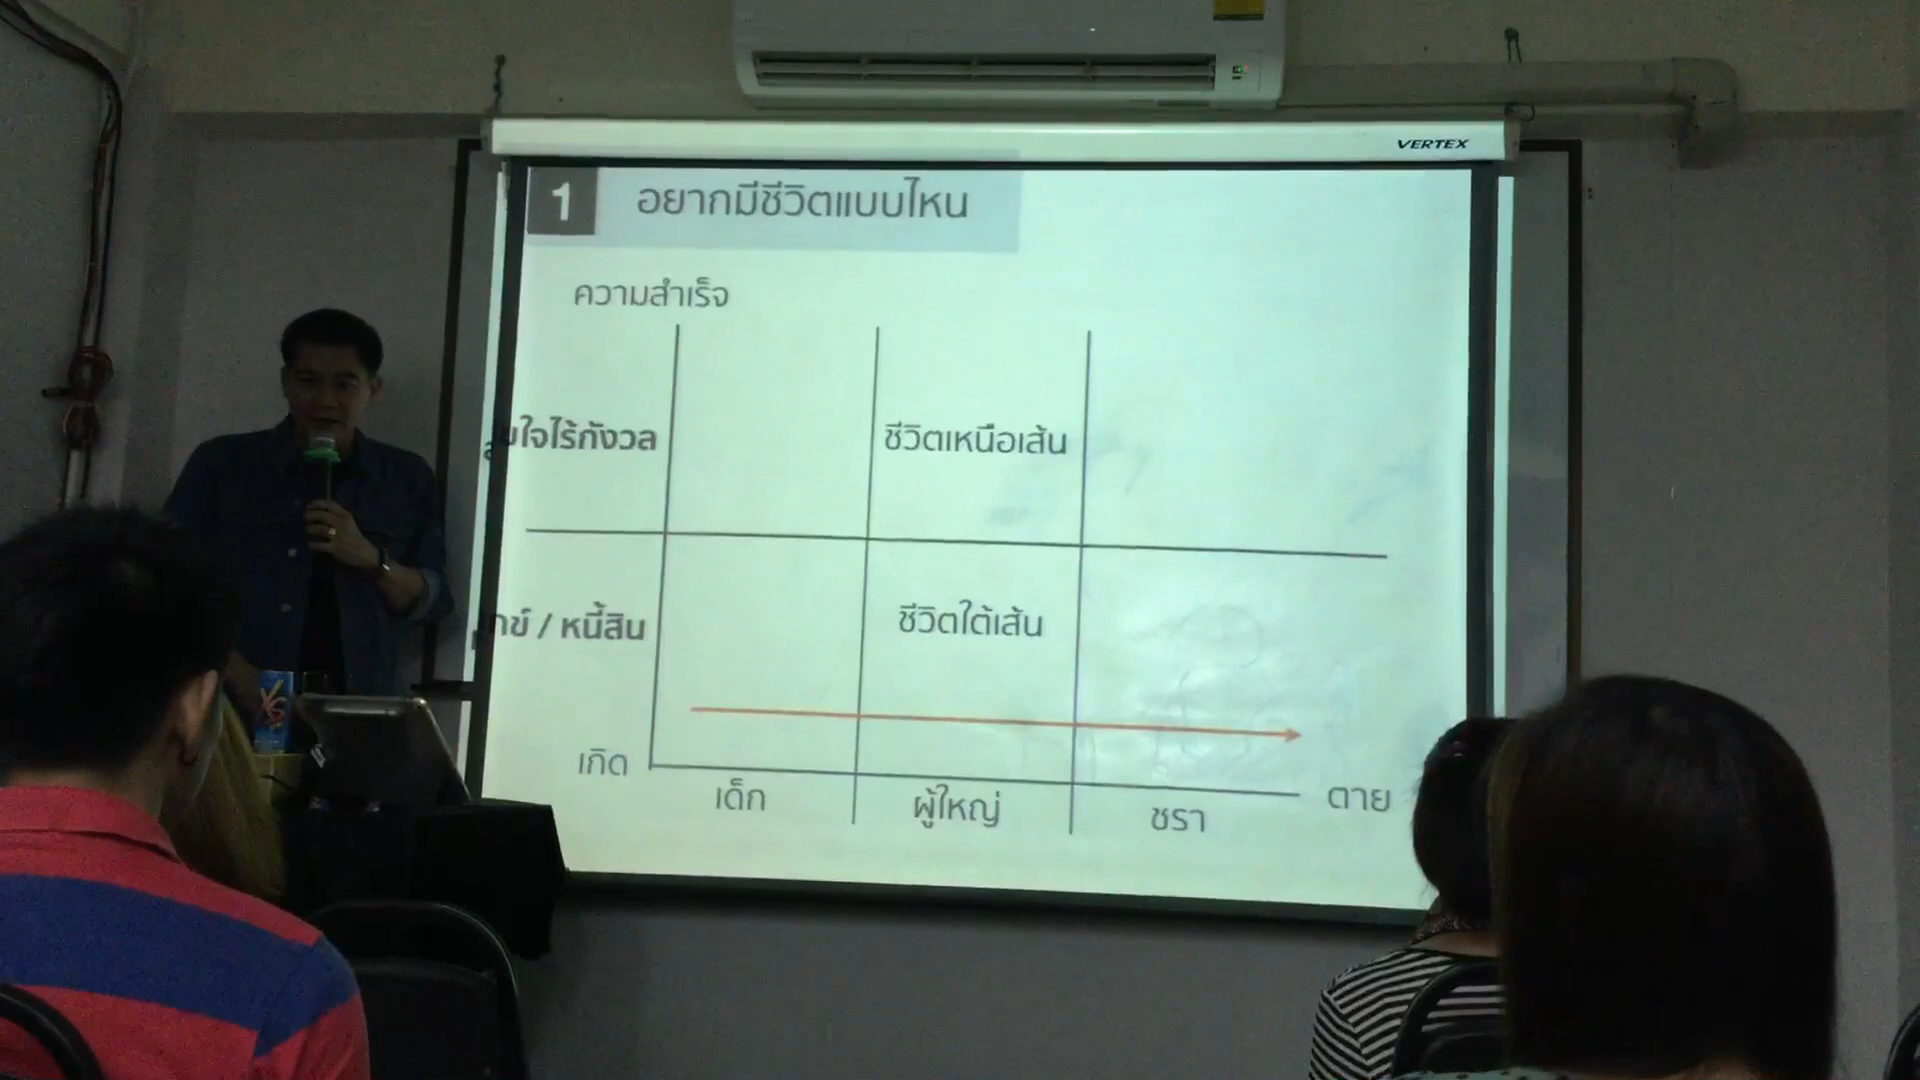 VERTEX
1 อยากมีชีวิตแบบไหน
ความสำเร็จ
ไร้กังวล ชีวิตเหนือเส้น
/ หนี้สิน ชีวิตใต้เส้น
เกิด เด็ก ผู้ใหญ่ ชรา ตาย